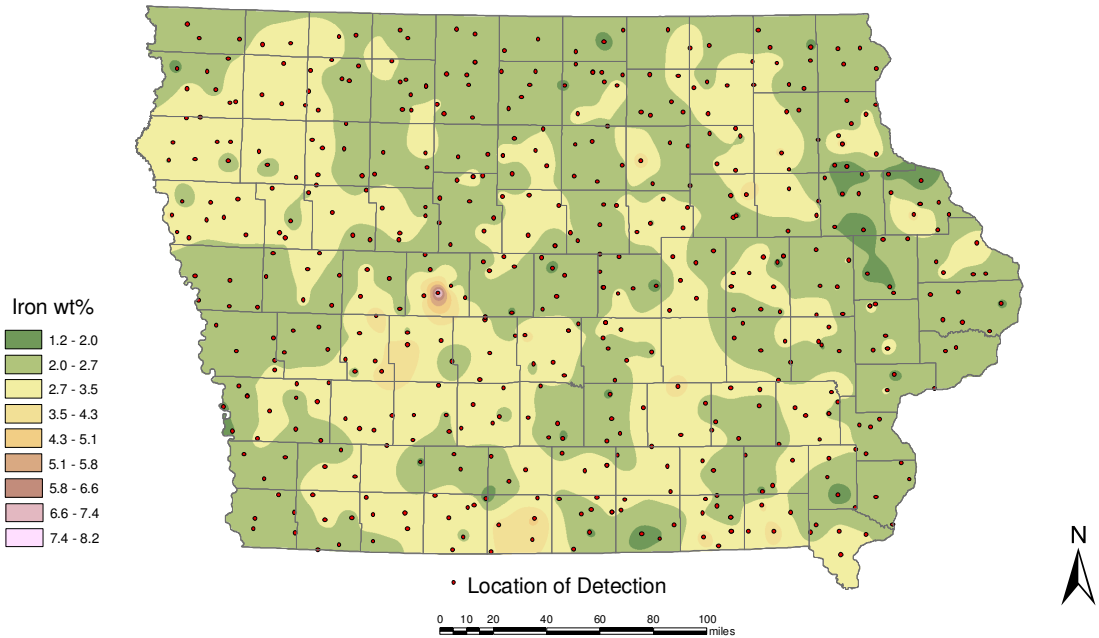 Iron wt%
1.2 - 2.0
2.0 - 2.7
2.7 - 3.5
3.5 - 4.3
4.3 - 5.1
5.1 - 5.8
5.8 - 6.6
6.6 - 7.4
7.4 - 8.2
N
Location of Detection
0 10 20 40 60 80 100
miles